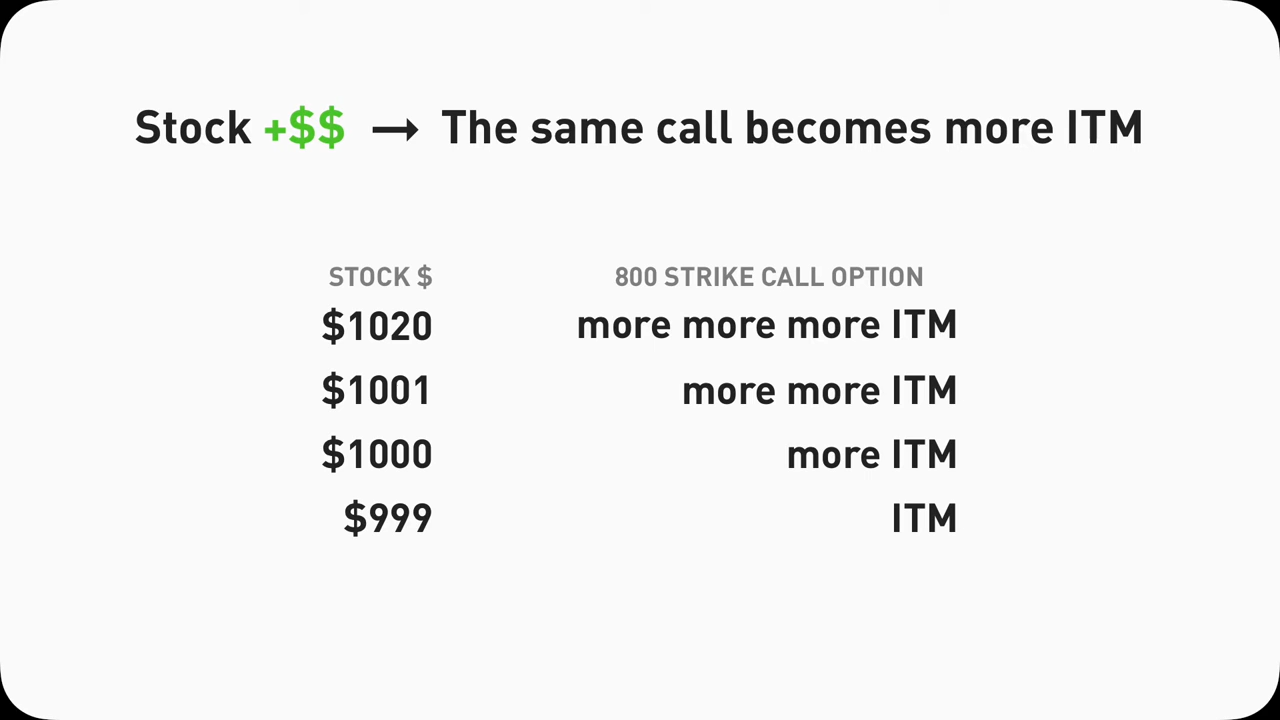 Stock +$$ → The same call becomes more ITM
STOCK $ 800 STRIKE CALL OPTION
$1020 more more more ITM
$1001 more more ITM
$1000 more ITM
$999 ITM